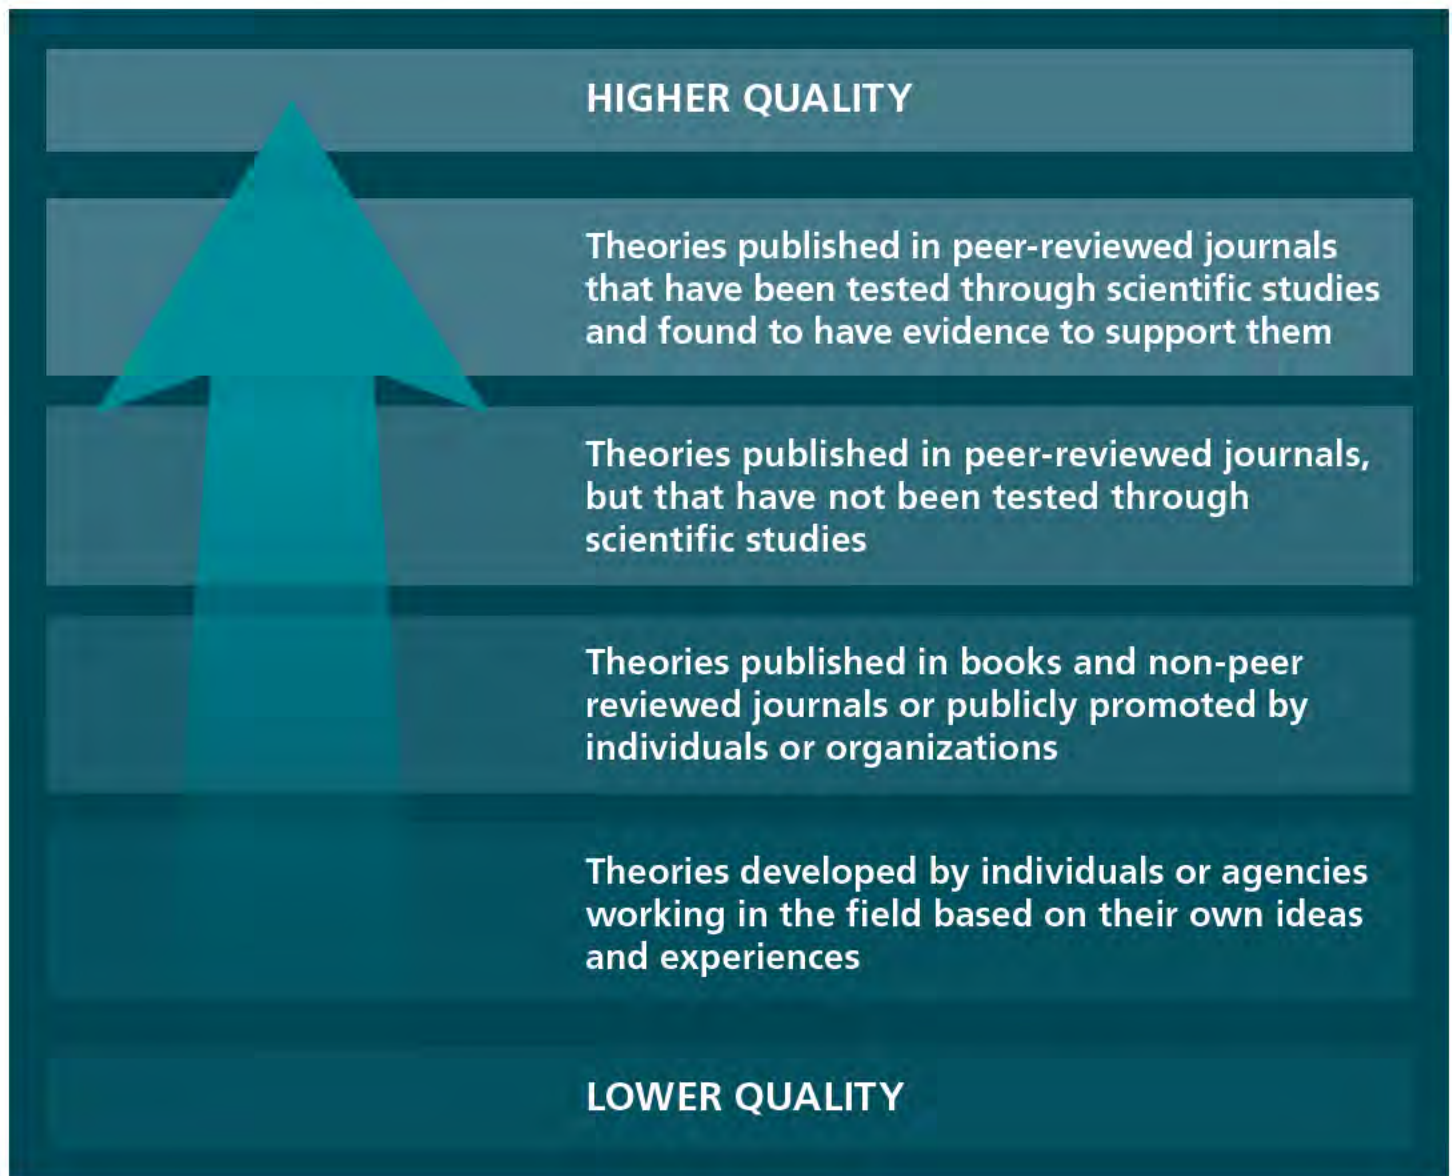 HIGHER QUALITY
Theories published in peer-reviewed journals
that have been tested through scientific studies
and found to have evidence to support them
Theories published in peer-reviewed journals,
but that have not been tested through
scientific studies
Theories published in books and non-peer
reviewed journals or publicly promoted by
individuals or organizations
Theories developed by individuals or agencies
working in the field based on their own ideas
and experiences
LOWER QUALITY